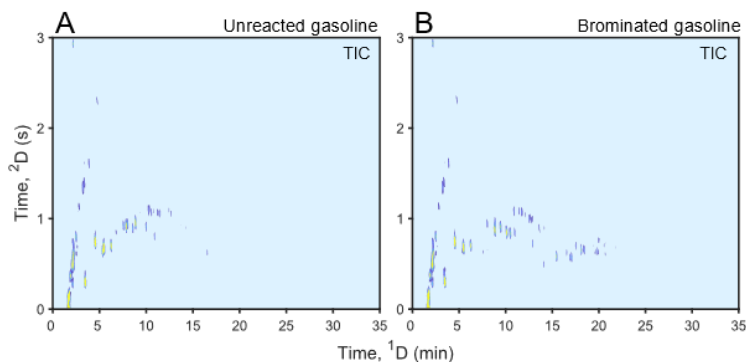 A Unreacted gasoline B Brominated gasoline
TIC TIC
3 3
Time, ²D (s)
2 2
1 1
0 0
0 5 10 15 20 25 30 35 0 5 10 15 20 25 30 35
Time, ¹D (min)